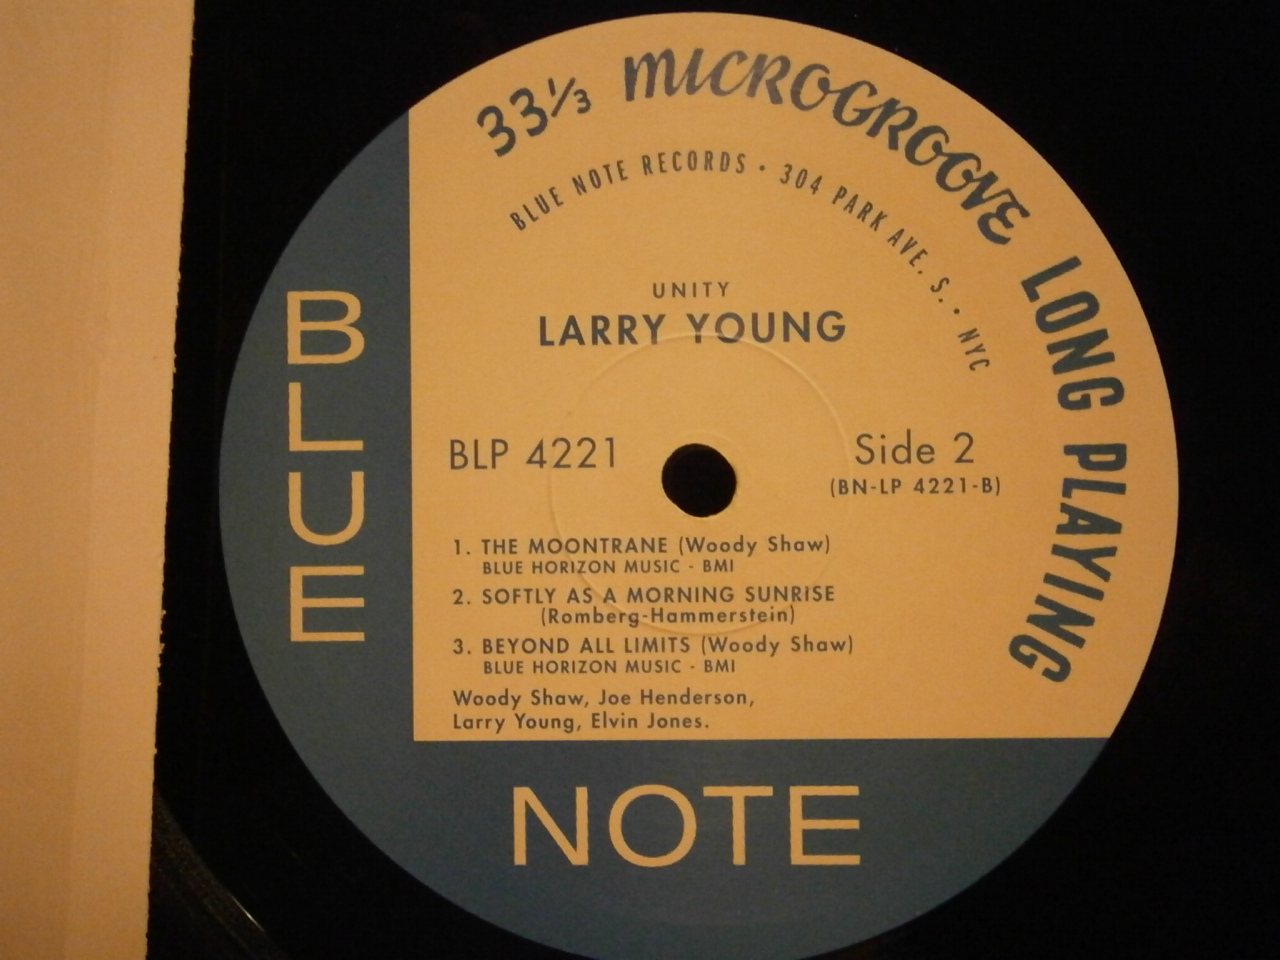 33⅓ MICROGROOVE LONG PLAYING
BLUE NOTE RECORDS · 304 PARK AVE. S. · NYC
UNITY
LARRY YOUNG
BLP 4221
Side 2
(BN-LP 4221-B)
1. THE MOONTRANE (Woody Shaw)
BLUE HORIZON MUSIC - BMI
2. SOFTLY AS A MORNING SUNRISE
(Romberg-Hammerstein)
3. BEYOND ALL LIMITS (Woody Shaw)
BLUE HORIZON MUSIC - BMI
Woody Shaw, Joe Henderson,
Larry Young, Elvin Jones.
BLUE
NOTE